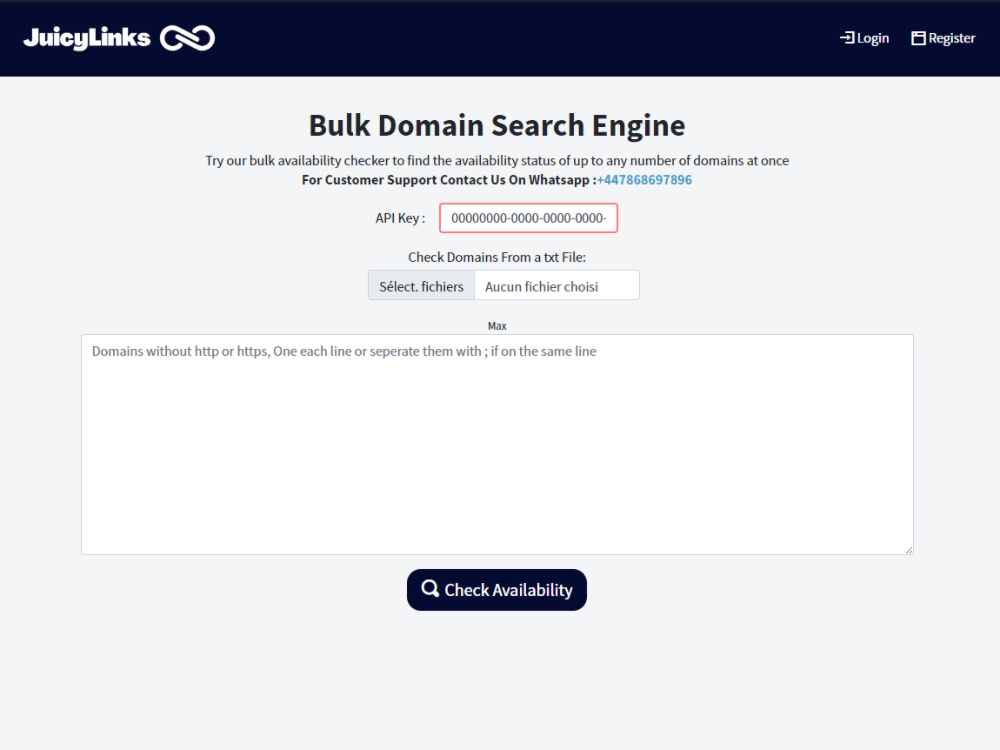 JuicyLinks
Login
Register
Bulk Domain Search Engine
Try our bulk availability checker to find the availability status of up to any number of domains at once
For Customer Support Contact Us On Whatsapp :+447868697896
API Key :
00000000-0000-0000-0000-
Check Domains From a txt File:
Sélect. fichiers
Aucun fichier choisi
Max
Domains without http or https, One each line or seperate them with ; if on the same line
Check Availability